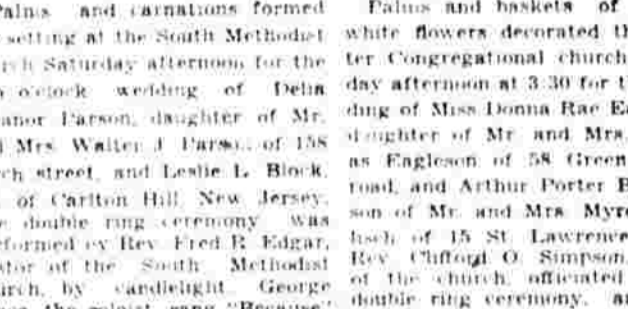 Palms and carnations formed
setting at the South Methodist
Saturday afternoon for the
o'clock wedding of Delia
Parson, daughter of Mr.
Mrs. Walter J. Parson, of 158
street, and Leslie L. Block,
of Carlton Hill, New Jersey.
double ring ceremony was
by Rev. Fred R. Edgar,
of the South Methodist
by candlelight. George
the soloist, sang "Because"
Palms and baskets of
white flowers decorated
Congregational church
afternoon at 3:30 for
of Miss Donna Rae
daughter of Mr. and Mrs.
Eagleson of 58 Green
road, and Arthur Porter
son of Mr. and Mrs.
of 15 St. Lawrence
Rev. Clifford O. Simpson,
of the church, officiated
double ring ceremony,